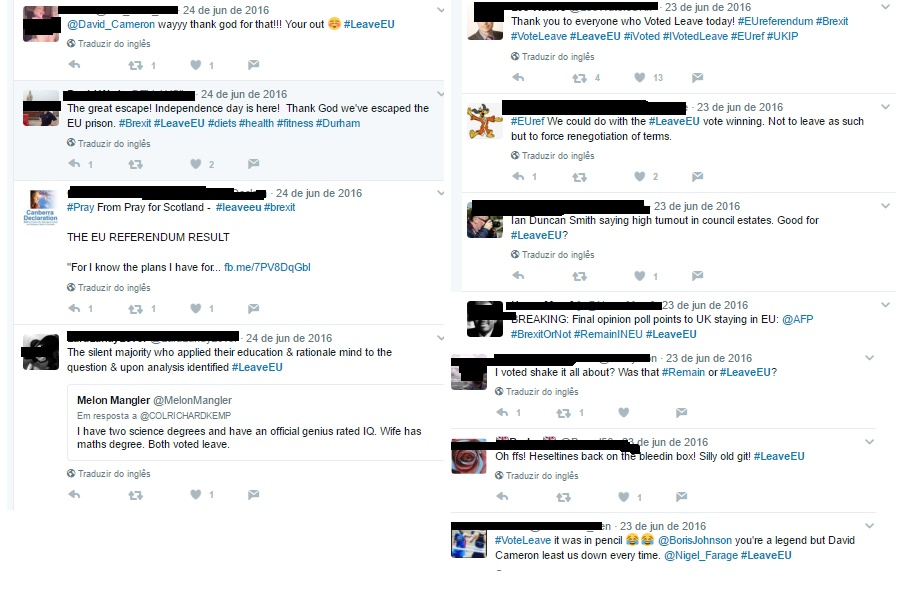 24 de jun de 2016
@David_Cameron wayyy thank god for that!!! Your out 😊 #LeaveEU
Traduzir do inglês
1 1
24 de jun de 2016
The great escape! Independence day is here! Thank God we've escaped the
EU prison. #Brexit #LeaveEU #diets #health #fitness #Durham
Traduzir do inglês
1 2
Canberra
Declaration
24 de jun de 2016
#Pray From Pray for Scotland - #leaveeu #brexit
THE EU REFERENDUM RESULT
"For I know the plans I have for... fb.me/7PV8DqGbl
Traduzir do inglês
1 1 1
24 de jun de 2016
The silent majority who applied their education & rationale mind to the
question & upon analysis identified #LeaveEU
Melon Mangler @MelonMangler
Em resposta a @COLRICHARDKEMP
I have two science degrees and have an official genius rated IQ. Wife has
maths degree. Both voted leave.
Traduzir do inglês
1
23 de jun de 2016
Thank you to everyone who Voted Leave today! #EUreferendum #Brexit
#VoteLeave #LeaveEU #iVoted #IVotedLeave #EUref #UKIP
Traduzir do inglês
4 13
23 de jun de 2016
#EUref We could do with the #LeaveEU vote winning. Not to leave as such
but to force renegotiation of terms.
Traduzir do inglês
1 2
23 de jun de 2016
Ian Duncan Smith saying high turnout in council estates. Good for
#LeaveEU?
Traduzir do inglês
1
23 de jun de 2016
BREAKING: Final opinion poll points to UK staying in EU: @AFP
#BrexitOrNot #RemainINEU #LeaveEU
23 de jun de 2016
I voted shake it all about? Was that #Remain or #LeaveEU?
Traduzir do inglês
1 1
23 de jun de 2016
Oh ffs! Heseltines back on the bleedin box! Silly old git! #LeaveEU
Traduzir do inglês
1
23 de jun de 2016
#VoteLeave it was in pencil 😂😂 @BorisJohnson you're a legend but David
Cameron least us down every time. @Nigel_Farage #LeaveEU